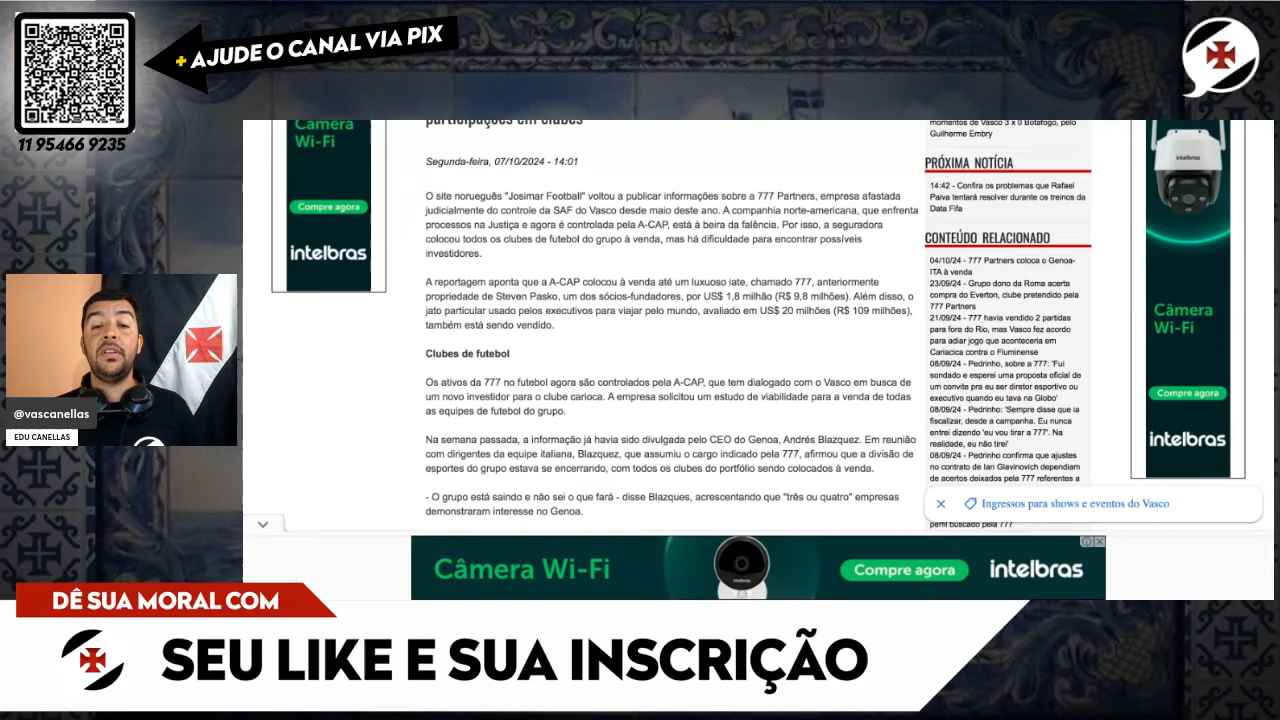 + AJUDE O CANAL VIA PIX
11 95466 9235
Câmera
Wi-Fi
Compre agora
intelbras
participações em clubes
Segunda-feira, 07/10/2024 - 14:01
O site norueguês "Josimar Football" voltou a publicar informações sobre a 777 Partners, empresa afastada
judicialmente do controle da SAF do Vasco desde maio deste ano. A companhia norte-americana, que enfrenta
processos na Justiça e agora é controlada pela A-CAP, está à beira da falência. Por isso, a seguradora
colocou todos os clubes de futebol do grupo à venda, mas há dificuldade para encontrar possíveis
investidores.
A reportagem aponta que a A-CAP colocou à venda até um luxuoso iate, chamado 777, anteriormente
propriedade de Steven Pasko, um dos sócios-fundadores, por US$ 1,8 milhão (R$ 9,8 milhões). Além disso, o
jato particular usado pelos executivos para viajar pelo mundo, avaliado em US$ 20 milhões (R$ 109 milhões),
também está sendo vendido.
Clubes de futebol
Os ativos da 777 no futebol agora são controlados pela A-CAP, que tem dialogado com o Vasco em busca de
um novo investidor para o clube carioca. A empresa solicitou um estudo de viabilidade para a venda de todas
as equipes de futebol do grupo.
Na semana passada, a informação já havia sido divulgada pelo CEO do Genoa, Andrés Blazquez. Em reunião
com dirigentes da equipe italiana, Blazquez, que assumiu o cargo indicado pela 777, afirmou que a divisão de
esportes do grupo estava se encerrando, com todos os clubes do portfólio sendo colocados à venda.
- O grupo está saindo e não sei o que fará - disse Blazques, acrescentando que "três ou quatro" empresas
demonstraram interesse no Genoa.
momentos de Vasco 3 x 0 Botafogo, pelo
Guilherme Embry
PRÓXIMA NOTÍCIA
14:42 - Confira os problemas que Rafael
Paiva tentará resolver durante os treinos da
Data Fifa
CONTEÚDO RELACIONADO
04/10/24 - 777 Partners coloca o Genoa-
ITA à venda
23/09/24 - Grupo dono da Roma acerta
compra do Everton, clube pretendido pela
777 Partners
21/09/24 - 777 havia vendido 2 partidas
para fora do Rio, mas Vasco fez acordo
para adiar jogo que aconteceria em
Cariacica contra o Fluminense
08/09/24 - Pedrinho, sobre a 777: 'Fui
sondado e esperei uma proposta oficial de
um convite pra eu ser diretor esportivo ou
executivo quando eu tava na Globo'
08/09/24 - Pedrinho: 'Sempre disse que ia
fiscalizar, desde a campanha. Eu nunca
entrei dizendo 'eu vou tirar a 777'. Na
realidade, eu não tirei'
08/09/24 - Pedrinho confirma que ajustes
no contrato de Ian Glavinovich dependiam
de acertos deixados pela 777 referentes a
perfil buscado pela 777
Ingressos para shows e eventos do Vasco
intelbras
Câmera
Wi-Fi
Compre agora
intelbras
@vascanellas
EDU CANELLAS
Câmera Wi-Fi
Compre agora
intelbras
DÊ SUA MORAL COM
SEU LIKE E SUA INSCRIÇÃO